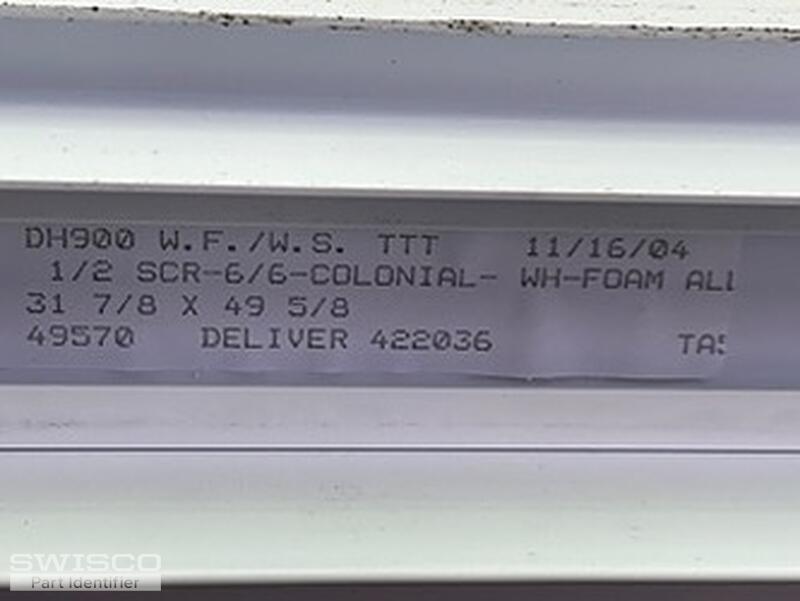 DH900 W.F./W.S. TTT 11/16/04
1/2 SCR-6/6-COLONIAL- WH-FOAM ALL
31 7/8 X 49 5/8
49570 DELIVER 422036
SWISCO
Part Identifier